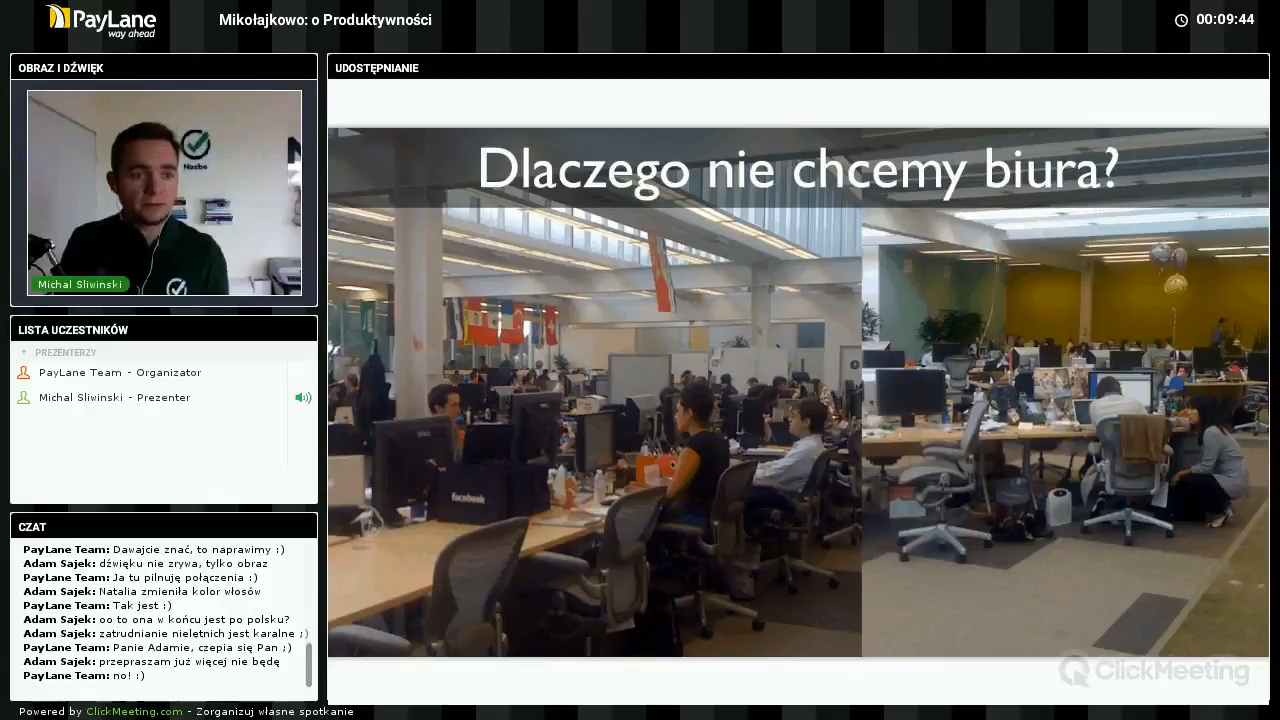 PayLane
way ahead
Mikołajkowo: o Produktywności
00:09:44
OBRAZ I DŹWIĘK
Nozbe
Michal Sliwinski
LISTA UCZESTNIKÓW
PREZENTERZY
PayLane Team - Organizator
Michal Sliwinski - Prezenter
CZAT
PayLane Team: Dawajcie znać, to naprawimy :)
Adam Sajek: dźwięku nie zrywa, tylko obraz
PayLane Team: Ja tu pilnuję połączenia :)
Adam Sajek: Natalia zmieniła kolor włosów
PayLane Team: Tak jest :)
Adam Sajek: oo to ona w końcu jest po polsku?
Adam Sajek: zatrudnianie nieletnich jest karalne ;)
PayLane Team: Panie Adamie, czepia się Pan ;)
Adam Sajek: przepraszam już więcej nie będę
PayLane Team: no! :)
UDOSTĘPNIANIE
Dlaczego nie chcemy biura?
facebook
ClickMeeting
Powered by ClickMeeting.com - Zorganizuj własne spotkanie